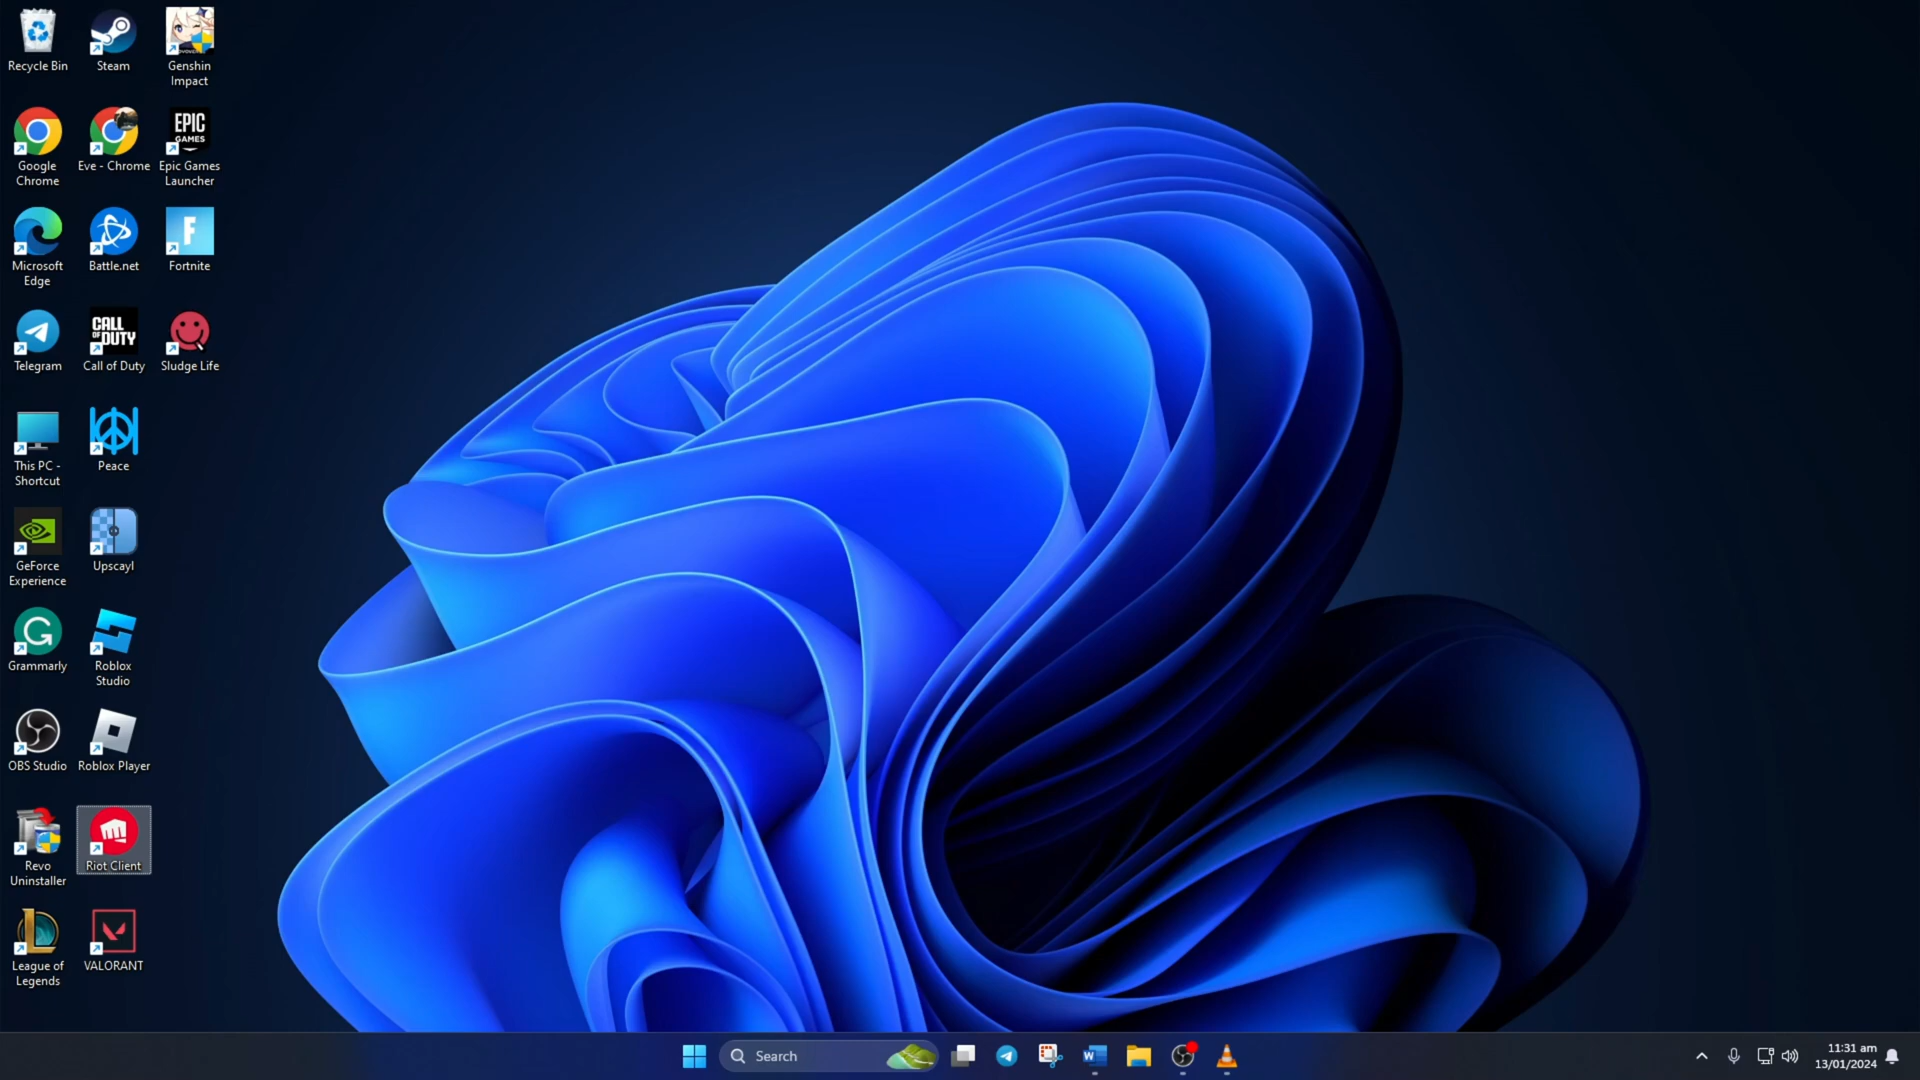 Recycle Bin
Steam
Genshin
Impact
Google
Chrome
Eve - Chrome
EPIC
GAMES
Epic Games
Launcher
Microsoft
Edge
Battle.net
F
Fortnite
Telegram
CALL
OF DUTY
Call of Duty
Sludge Life
This PC -
Shortcut
Peace
GeForce
Experience
Upscayl
G
Grammarly
Roblox
Studio
OBS Studio
Roblox Player
Revo
Uninstaller
Riot Client
L
League of
Legends
VALORANT
Search
W
11:31 am
13/01/2024